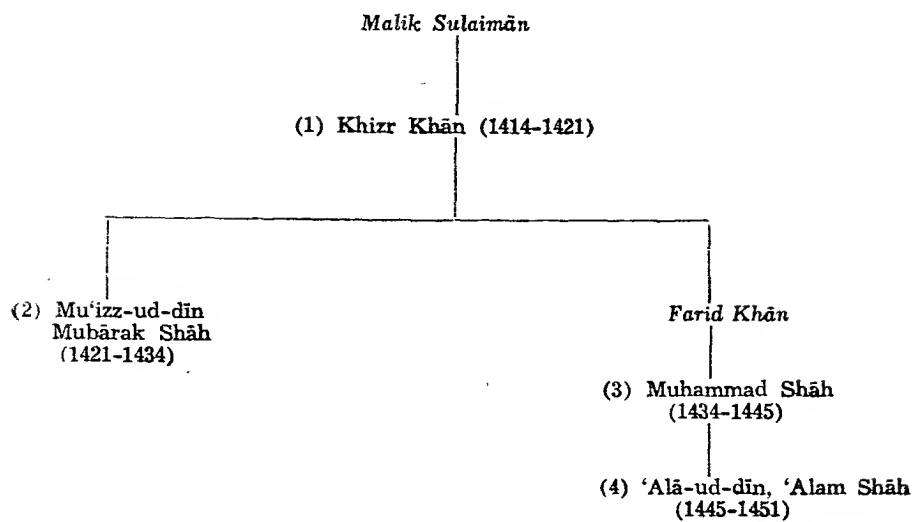 Malik Sulaimān
(1) Khizr Khān (1414-1421)
(2) Mu‘izz-ud-dīn
Mubārak Shāh
(1421-1434)
Farid Khān
(3) Muhammad Shāh
(1434-1445)
(4) ‘Alā-ud-dīn, ‘Alam Shāh
(1445-1451)